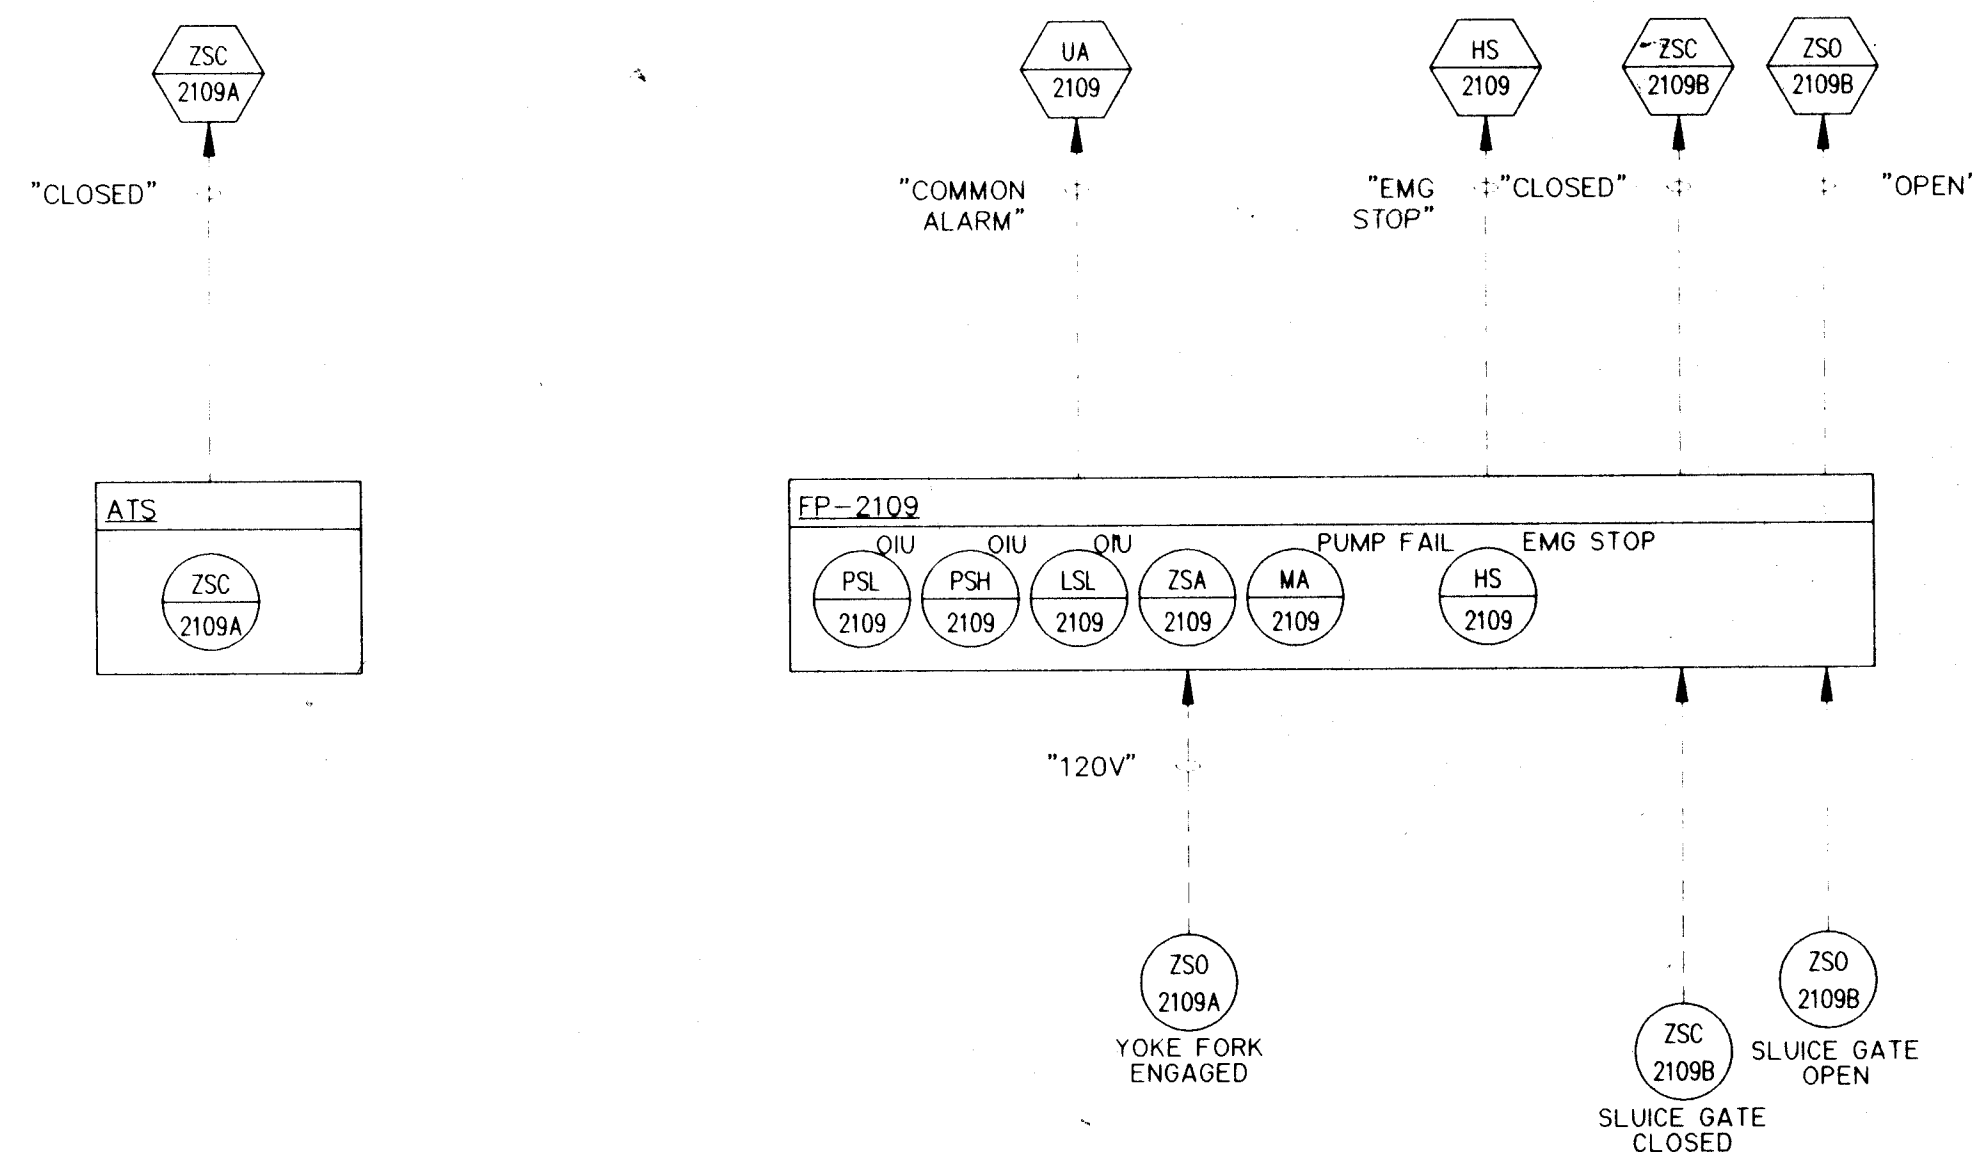 ZSC
2109A
UA
2109
HS
2109
ZSC
2109B
ZSO
2109B
"CLOSED"
"COMMON
ALARM"
"EMG
STOP"
"CLOSED"
"OPEN"
ATS
ZSC
2109A
FP-2109
OIU
OIU
OIU
PUMP FAIL
EMG STOP
PSL
2109
PSH
2109
LSL
2109
ZSA
2109
MA
2109
HS
2109
"120V"
ZSO
2109A
YOKE FORK
ENGAGED
ZSC
2109B
SLUICE GATE
CLOSED
ZSO
2109B
SLUICE GATE
OPEN